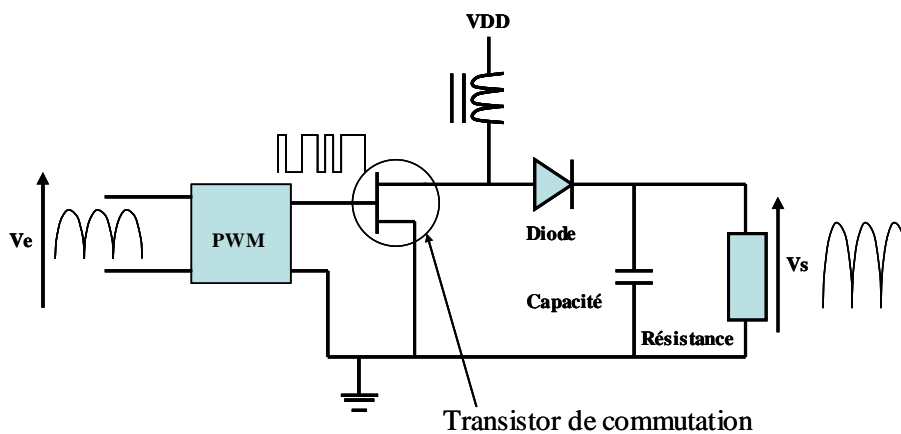 VDD
Ve
PWM
Diode
Vs
Capacité
Résistance
Transistor de commutation